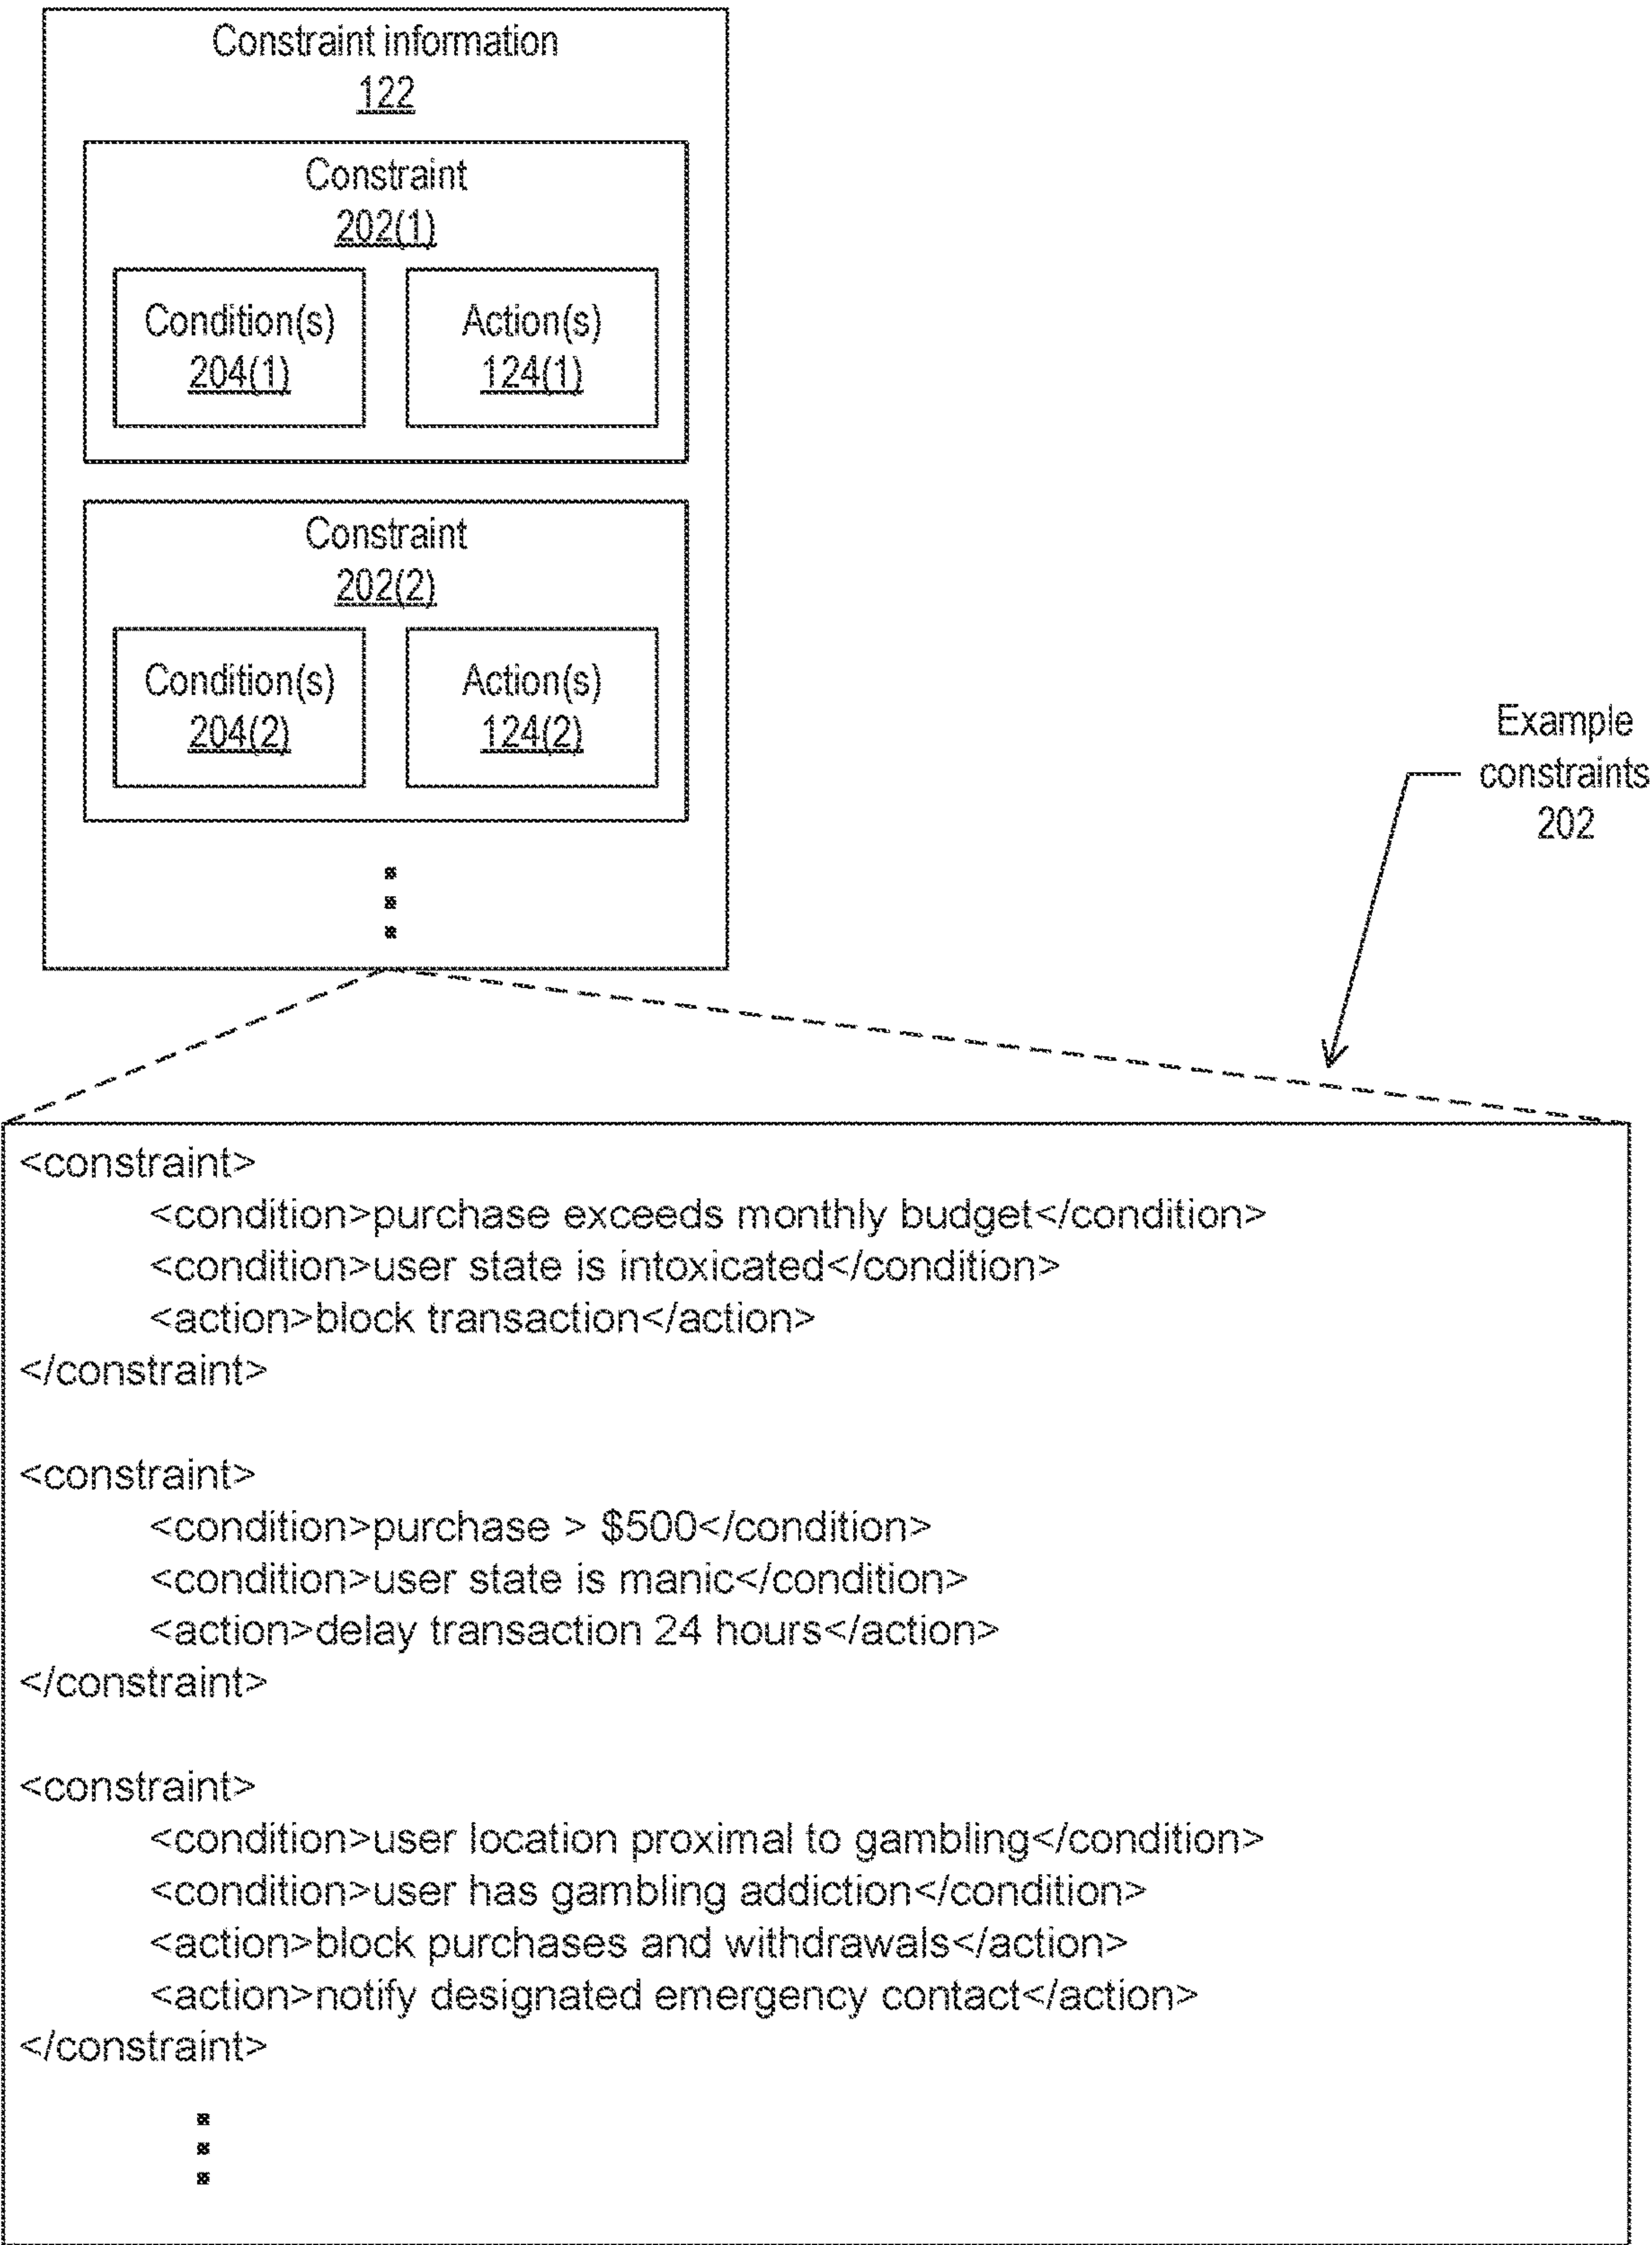 Constraint information
122
Constraint
202(1)
Condition(s)
204(1)
Action(s)
124(1)
Constraint
202(2)
Condition(s)
204(2)
Action(s)
124(2)
Example
constraints
202
<constraint>
<condition>purchase exceeds monthly budget</condition>
<condition>user state is intoxicated</condition>
<action>block transaction</action>
</constraint>
<constraint>
<condition>purchase > $500</condition>
<condition>user state is manic</condition>
<action>delay transaction 24 hours</action>
</constraint>
<constraint>
<condition>user location proximal to gambling</condition>
<condition>user has gambling addiction</condition>
<action>block purchases and withdrawals</action>
<action>notify designated emergency contact</action>
</constraint>